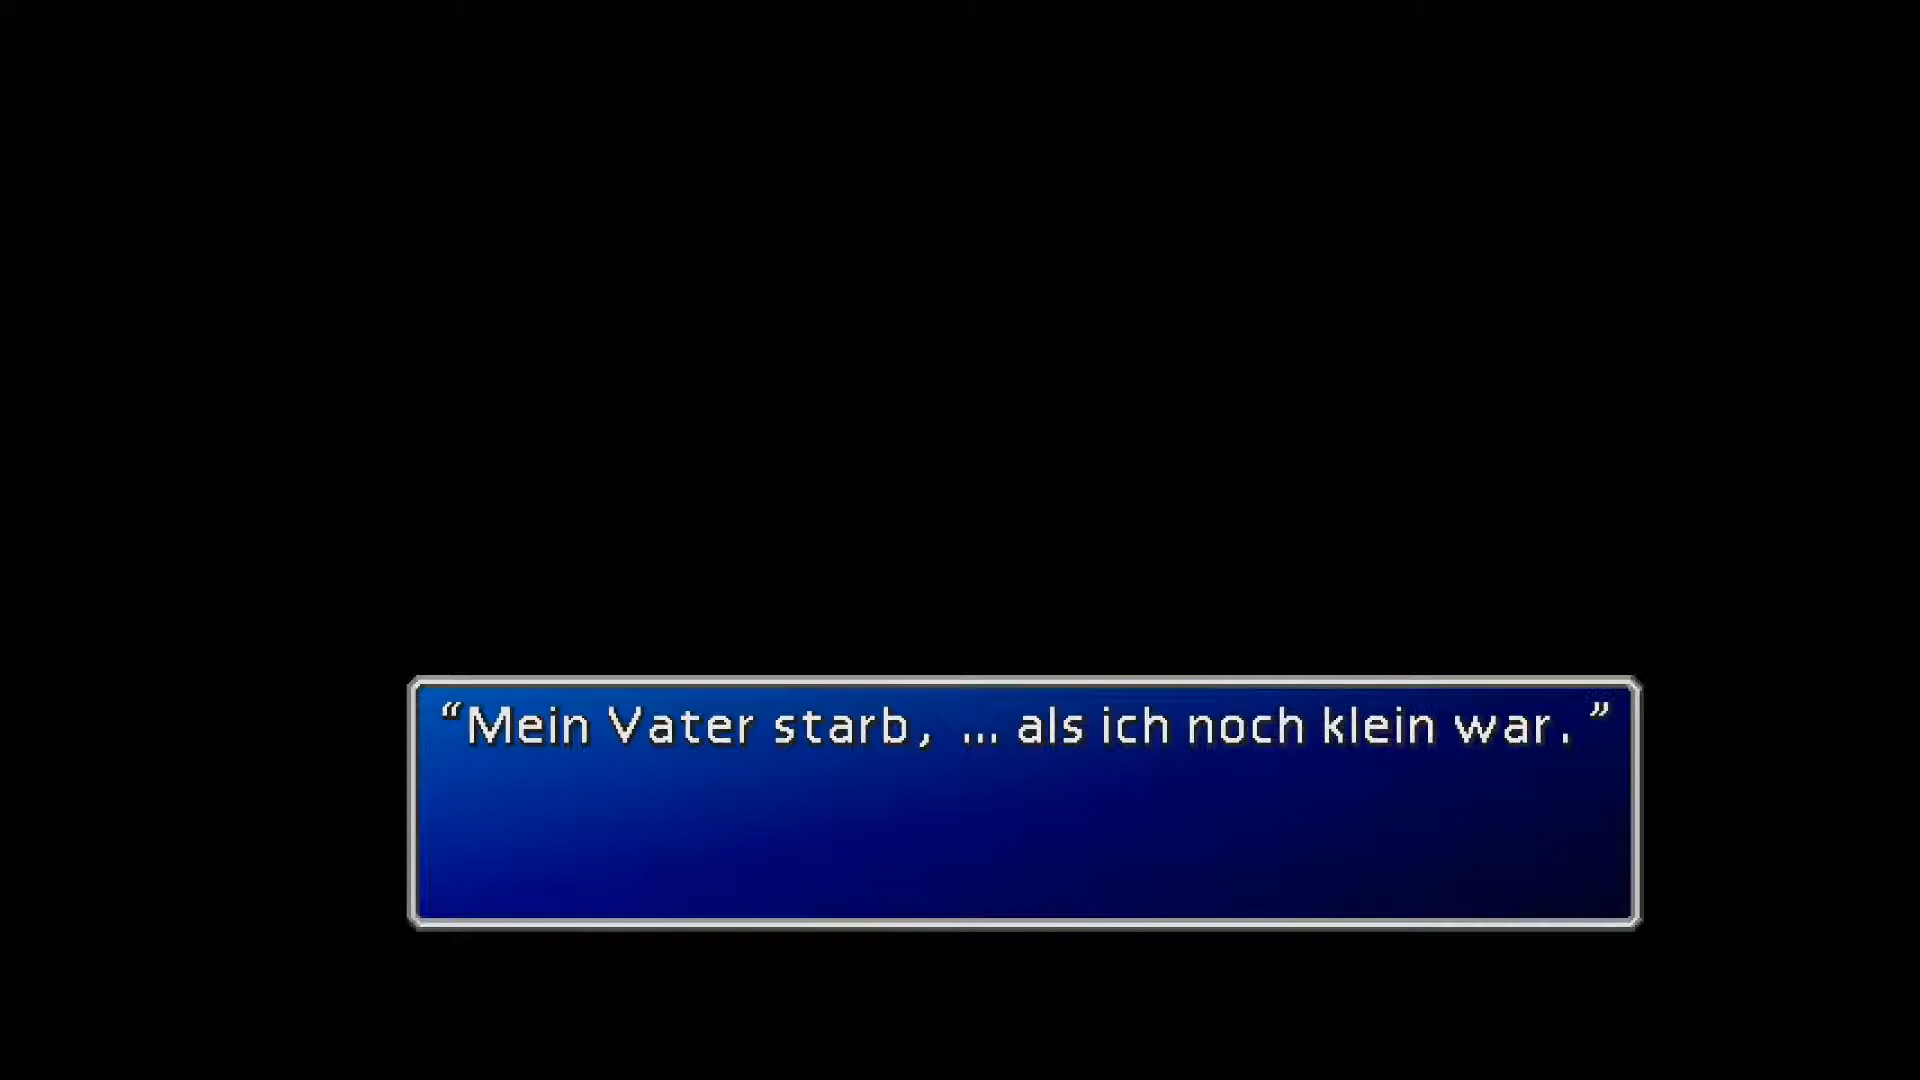 “Mein Vater starb, ... als ich noch klein war.”